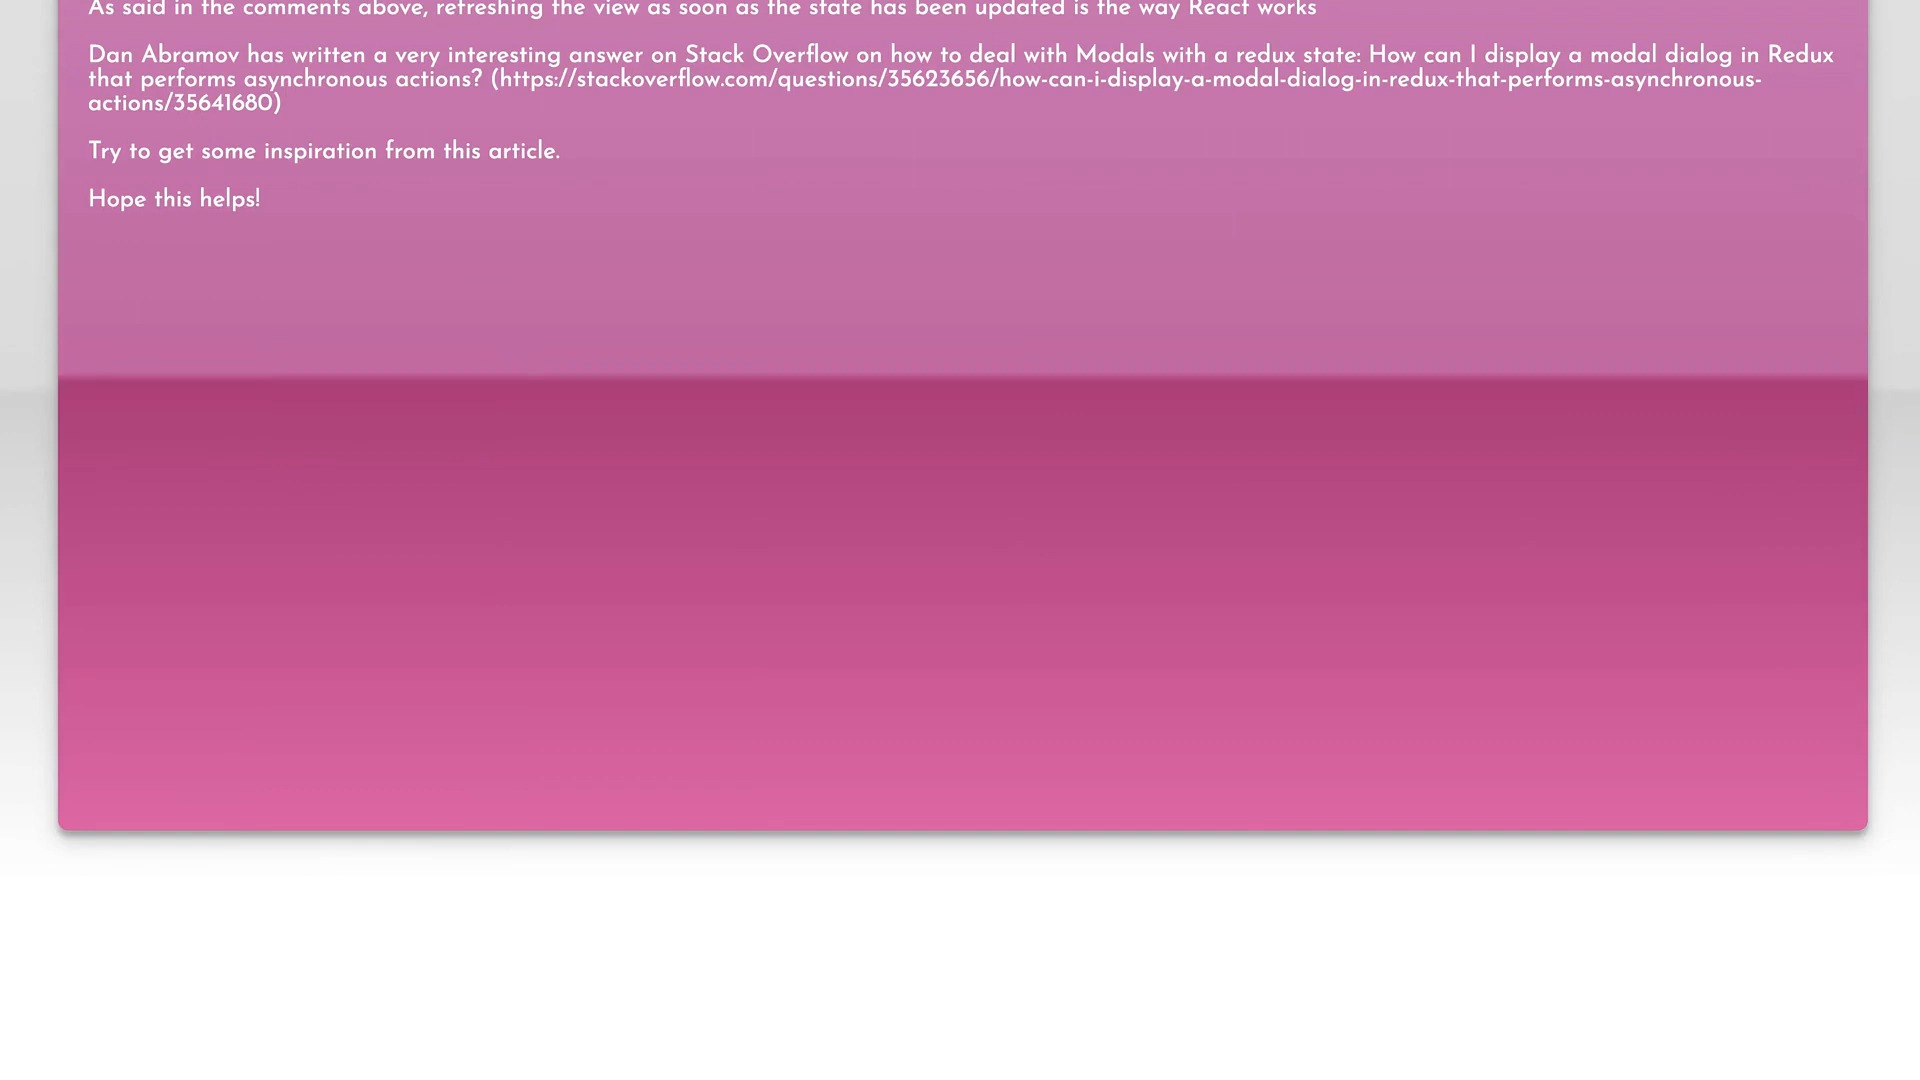 As said in the comments above, refreshing the view as soon as the state has been updated is the way React works
Dan Abramov has written a very interesting answer on Stack Overflow on how to deal with Modals with a redux state: How can I display a modal dialog in Redux
that performs asynchronous actions? (https://stackoverflow.com/questions/35623656/how-can-i-display-a-modal-dialog-in-redux-that-performs-asynchronous-
actions/35641680)
Try to get some inspiration from this article.
Hope this helps!